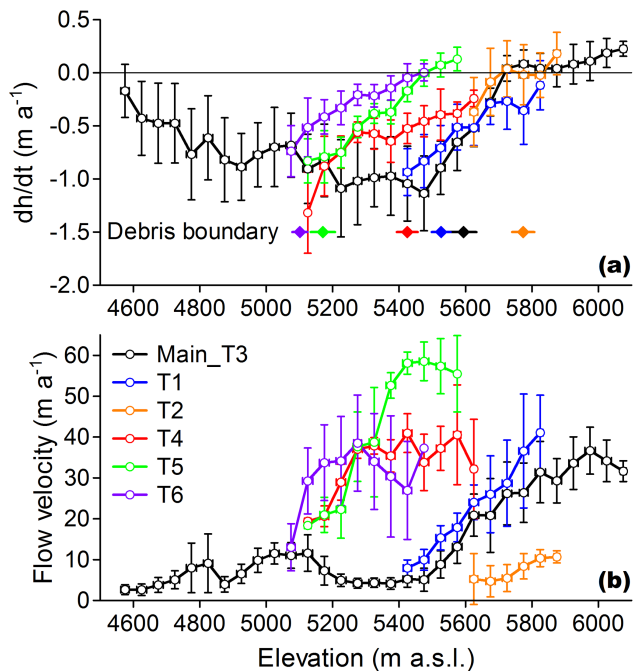 0.5
0.0
-0.5
-1.0
-1.5
-2.0
dh/dt (m a⁻¹)
Debris boundary
(a)
4600 4800 5000 5200 5400 5600 5800 6000
60
50
40
30
20
10
0
Flow velocity (m a⁻¹)
Main_T3
T1
T2
T4
T5
T6
(b)
4600 4800 5000 5200 5400 5600 5800 6000
Elevation (m a.s.l.)